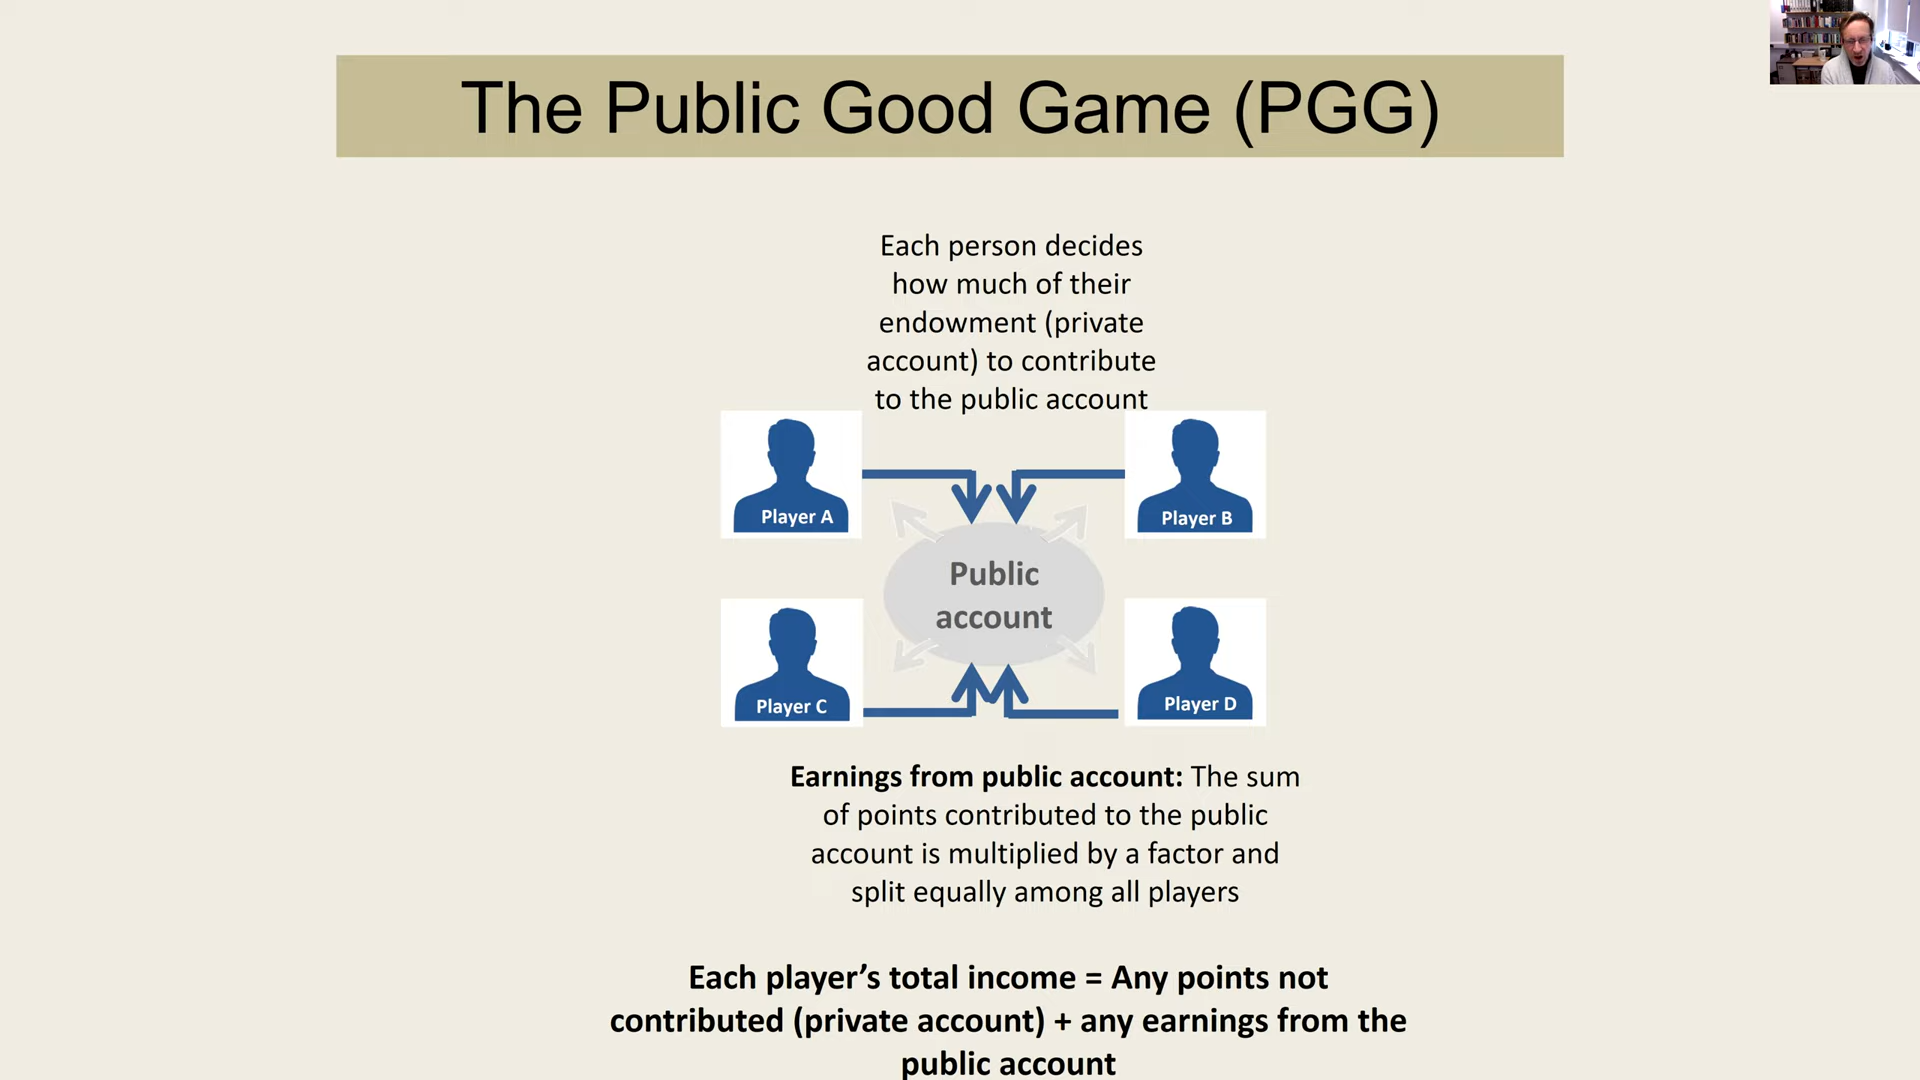 The Public Good Game (PGG)
Each person decides
how much of their
endowment (private
account) to contribute
to the public account
Player A
Player B
Public
account
Player C
Player D
Earnings from public account: The sum
of points contributed to the public
account is multiplied by a factor and
split equally among all players
Each player’s total income = Any points not
contributed (private account) + any earnings from the
public account